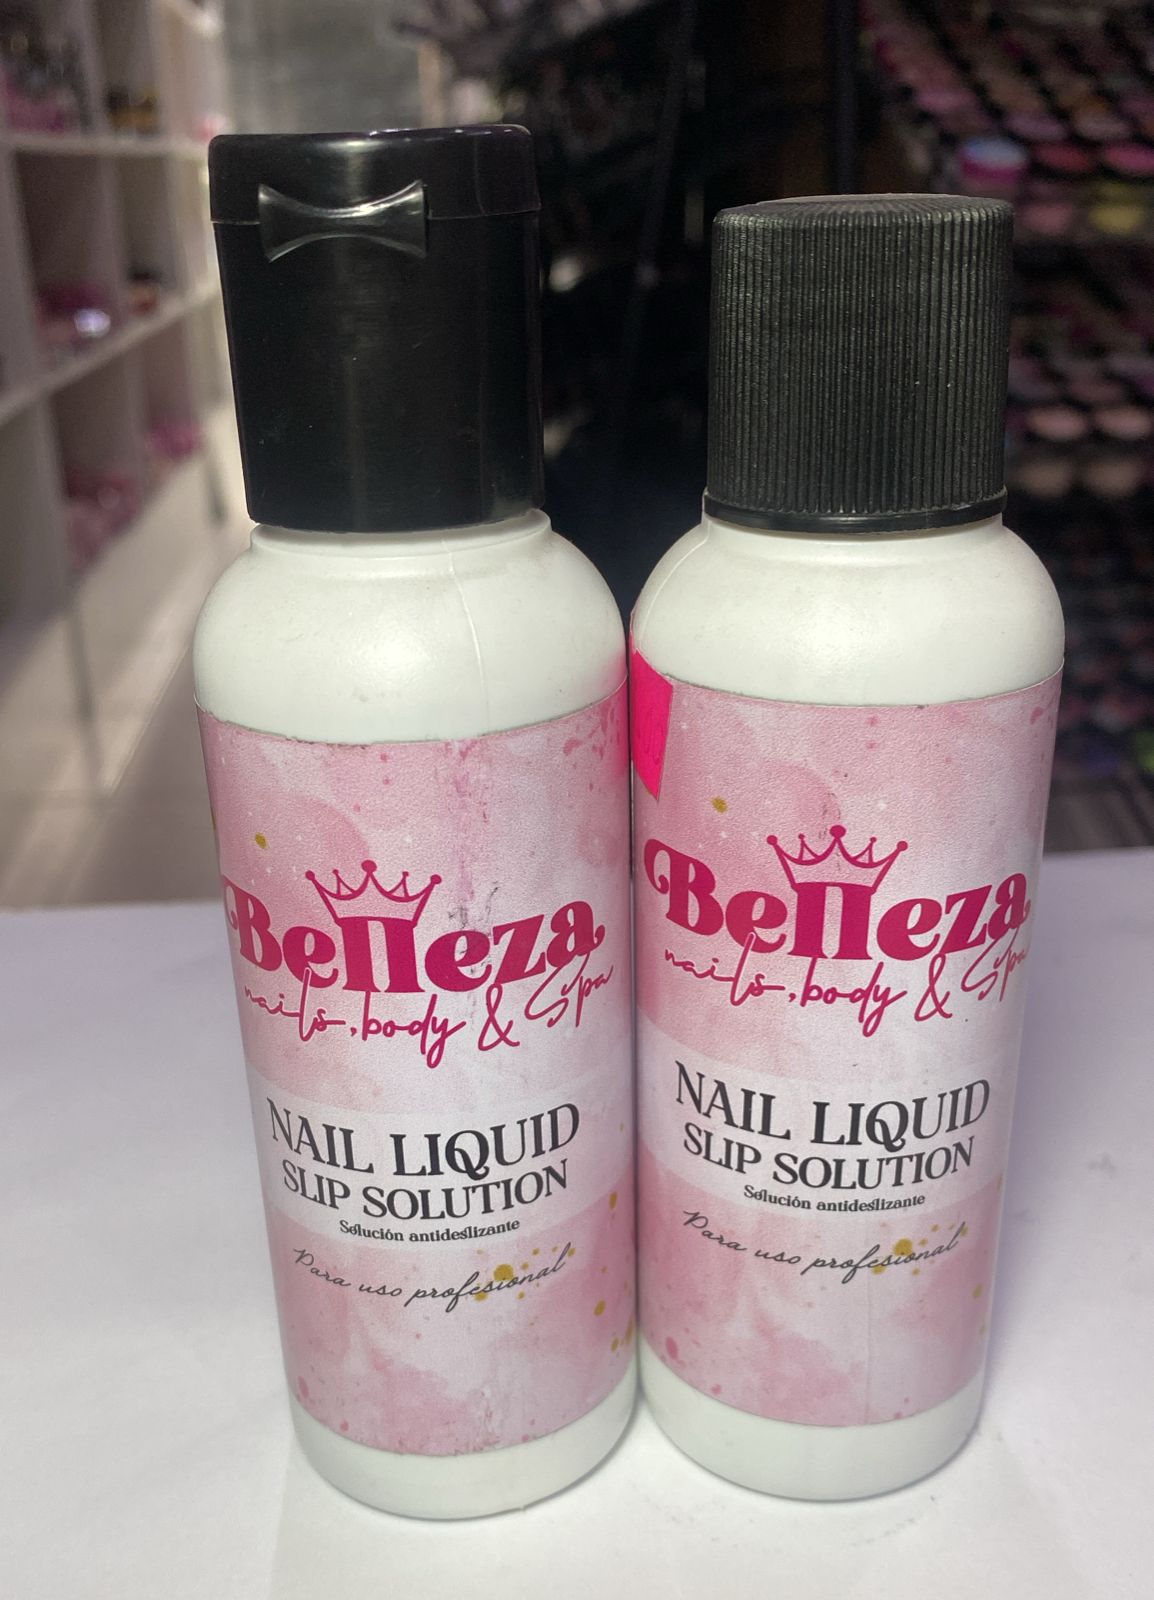 Belleza
nails, body & Spa
NAIL LIQUID
SLIP SOLUTION
Solución antideslizante
Para uso profesional
Belleza
nails, body & Spa
NAIL LIQUID
SLIP SOLUTION
Solución antideslizante
Para uso profesional